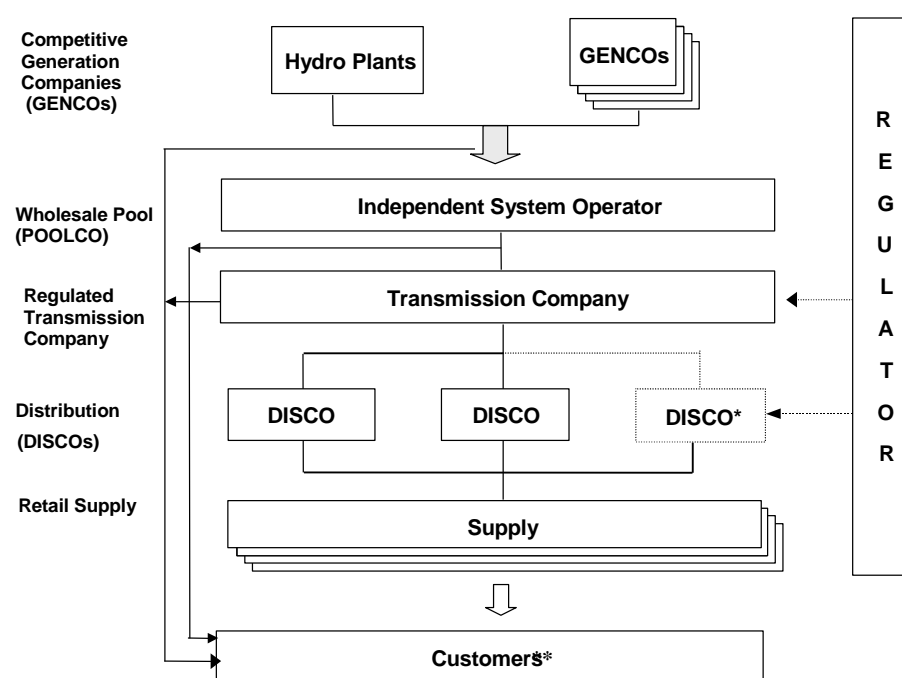 Competitive
Generation
Companies
(GENCOs)
Hydro Plants
GENCOs
Wholesale Pool
(POOLCO)
Independent System Operator
Regulated
Transmission
Company
Transmission Company
Distribution
(DISCOs)
DISCO
DISCO
DISCO*
Retail Supply
Supply
Customers**
R
E
G
U
L
A
T
O
R